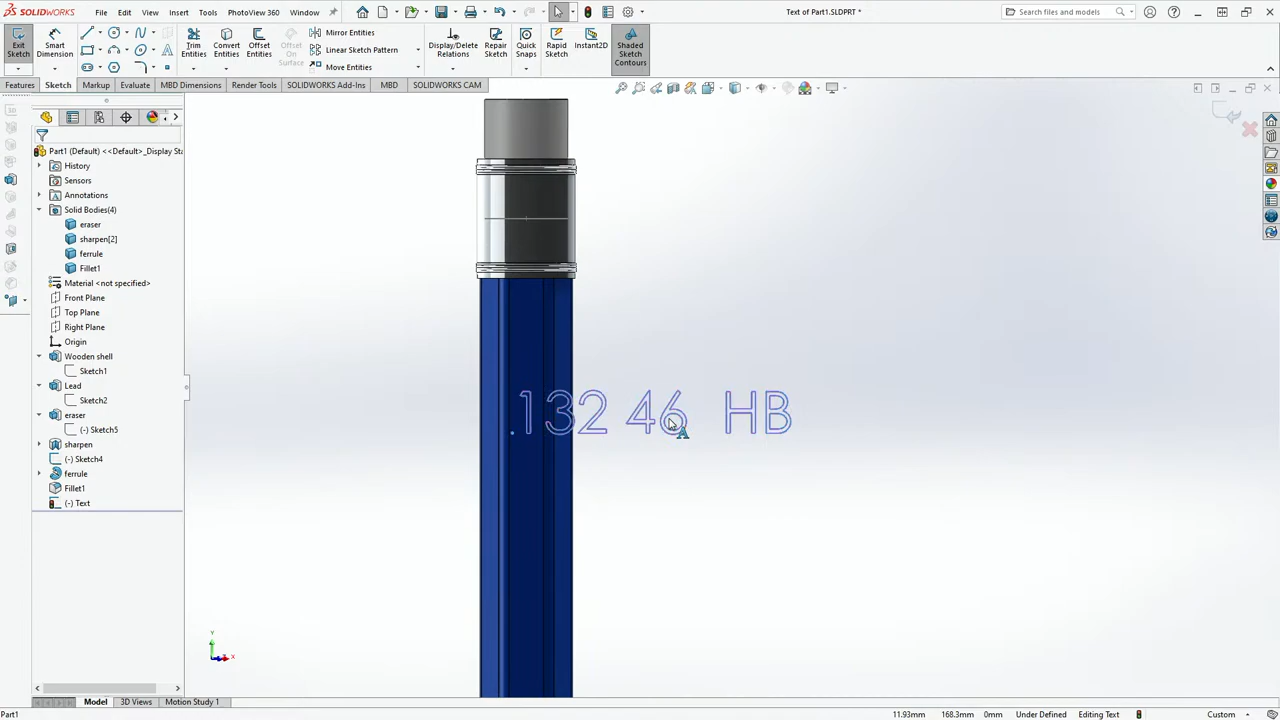 SOLIDWORKS File Edit View Insert Tools PhotoView 360 Window Text of Part1.SLDPRT * Search files and models
Exit Sketch Smart Dimension Trim Entities Convert Entities Offset Entities Offset On Surface Mirror Entities Linear Sketch Pattern Move Entities Display/Delete Relations Repair Sketch Quick Snaps Rapid Sketch Instant2D Shaded Sketch Contours
Features Sketch Markup Evaluate MBD Dimensions Render Tools SOLIDWORKS Add-Ins MBD SOLIDWORKS CAM
Part1 (Default) <<Default>_Display Sta
History
Sensors
Annotations
Solid Bodies(4)
eraser
sharpen[2]
ferrule
Fillet1
Material <not specified>
Front Plane
Top Plane
Right Plane
Origin
Wooden shell
Sketch1
Lead
Sketch2
eraser
(-) Sketch5
sharpen
(-) Sketch4
ferrule
Fillet1
(-) Text
.132 46 HB
Y
X
Model 3D Views Motion Study 1
Part1 11.93mm 168.3mm 0mm Under Defined Editing Text Custom